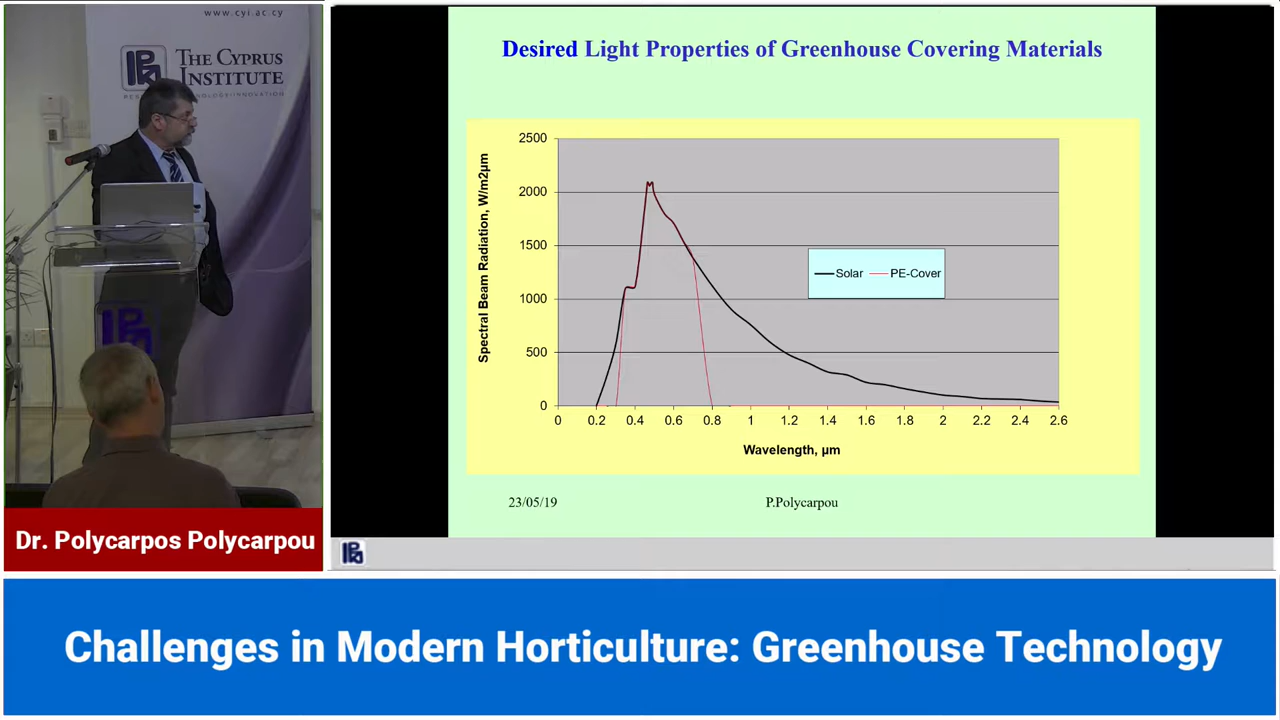 www.cyi.ac.cy
THE CYPRUS
INSTITUTE
Dr. Polycarpos Polycarpou
Desired Light Properties of Greenhouse Covering Materials
Spectral Beam Radiation, W/m2µm
2500
2000
1500
1000
500
0
Solar PE-Cover
0 0.2 0.4 0.6 0.8 1 1.2 1.4 1.6 1.8 2 2.2 2.4 2.6
Wavelength, µm
23/05/19 P.Polycarpou
Challenges in Modern Horticulture: Greenhouse Technology